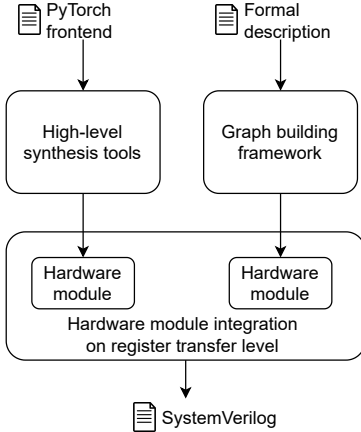 PyTorch
frontend
Formal
description
High-level
synthesis tools
Graph building
framework
Hardware
module
Hardware
module
Hardware module integration
on register transfer level
SystemVerilog